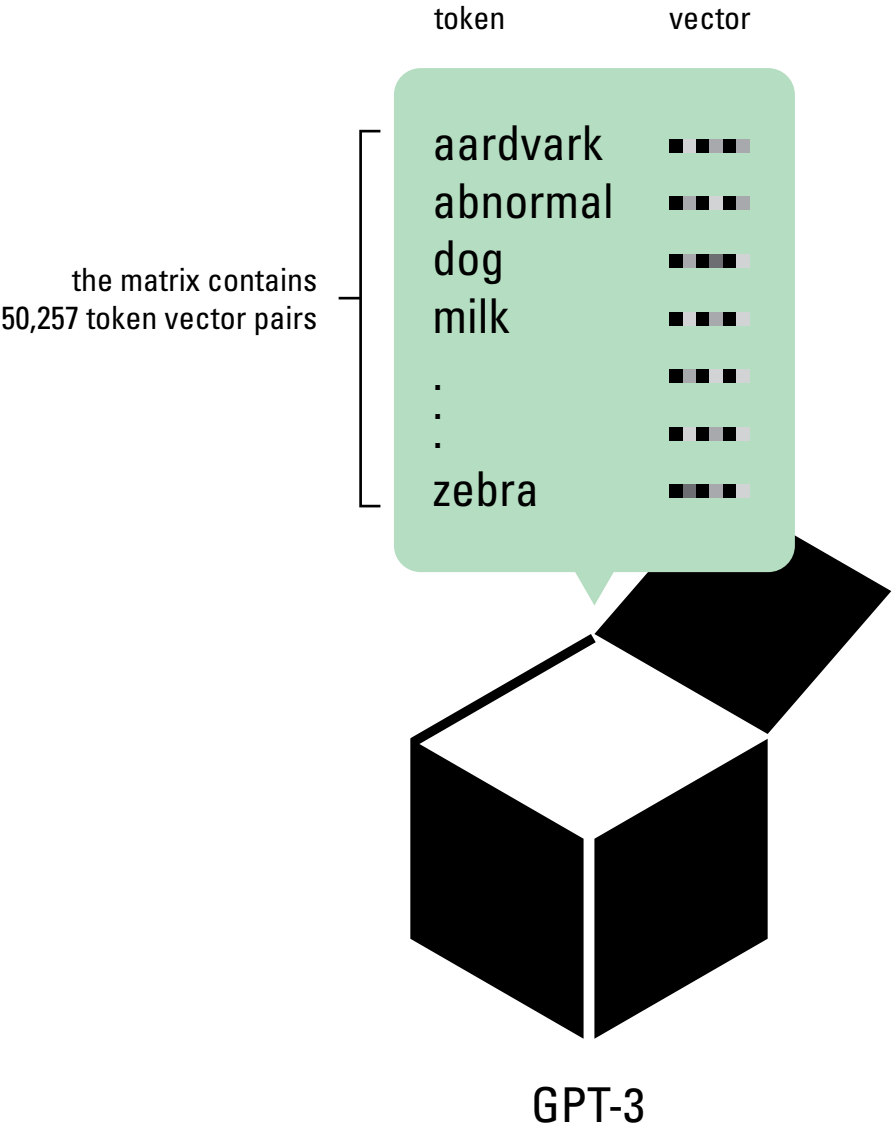 token vector
aardvark
abnormal
dog
milk
.
.
.
zebra
the matrix contains
50,257 token vector pairs
GPT-3